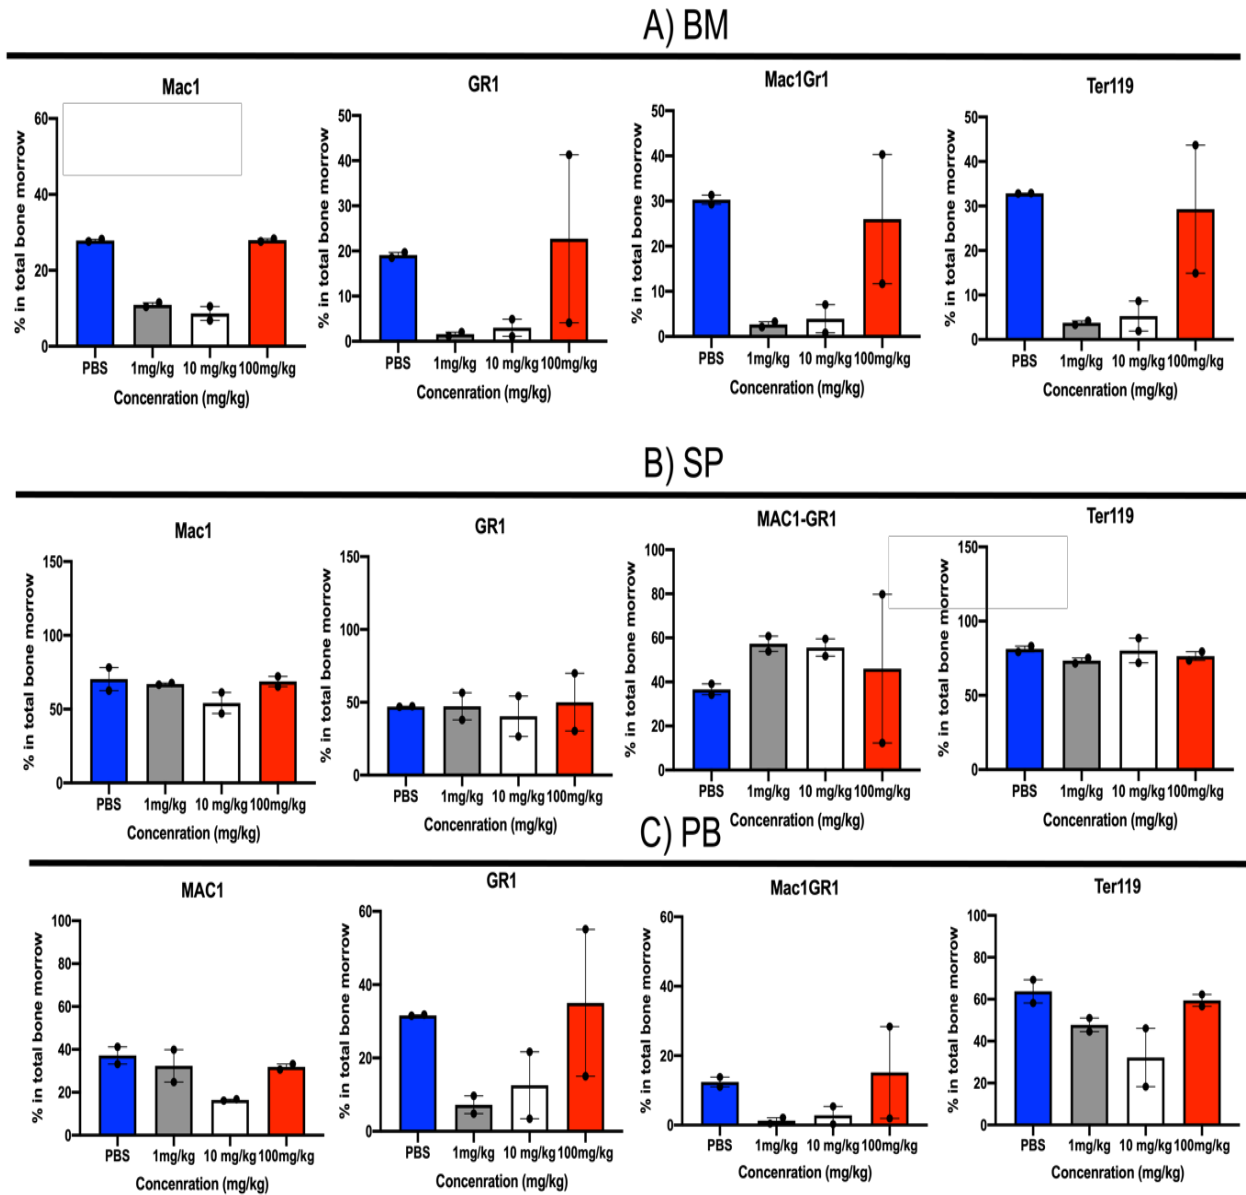 A) BM
Mac1
GR1
Mac1Gr1
Ter119
% in total bone morrow
60
40
20
0
PBS 1mg/kg 10 mg/kg 100mg/kg
Concenration (mg/kg)
% in total bone morrow
50
40
30
20
10
0
PBS 1mg/kg 10 mg/kg 100mg/kg
Concenration (mg/kg)
% in total bone morrow
50
40
30
20
10
0
PBS 1mg/kg 10 mg/kg 100mg/kg
Concenration (mg/kg)
% in total bone morrow
50
40
30
20
10
0
PBS 1mg/kg 10 mg/kg 100mg/kg
Concenration (mg/kg)
B) SP
Mac1
GR1
MAC1-GR1
Ter119
% in total bone morrow
150
100
50
0
PBS 1mg/kg 10 mg/kg 100mg/kg
Concenration (mg/kg)
% in total bone morrow
150
100
50
0
PBS 1mg/kg 10 mg/kg 100mg/kg
Concenration (mg/kg)
% in total bone morrow
100
80
60
40
20
0
PBS 1mg/kg 10 mg/kg 100mg/kg
Concenration (mg/kg)
% in total bone morrow
150
100
50
0
PBS 1mg/kg 10 mg/kg 100mg/kg
Concenration (mg/kg)
C) PB
MAC1
GR1
Mac1GR1
Ter119
% in total bone morrow
100
80
60
40
20
0
PBS 1mg/kg 10 mg/kg 100mg/kg
Concenration (mg/kg)
% in total bone morrow
60
40
20
0
PBS 1mg/kg 10 mg/kg 100mg/kg
Concenration (mg/kg)
% in total bone morrow
60
40
20
0
PBS 1mg/kg 10 mg/kg 100mg/kg
Concenration (mg/kg)
% in total bone morrow
100
80
60
40
20
0
PBS 1mg/kg 10 mg/kg 100mg/kg
Concenration (mg/kg)